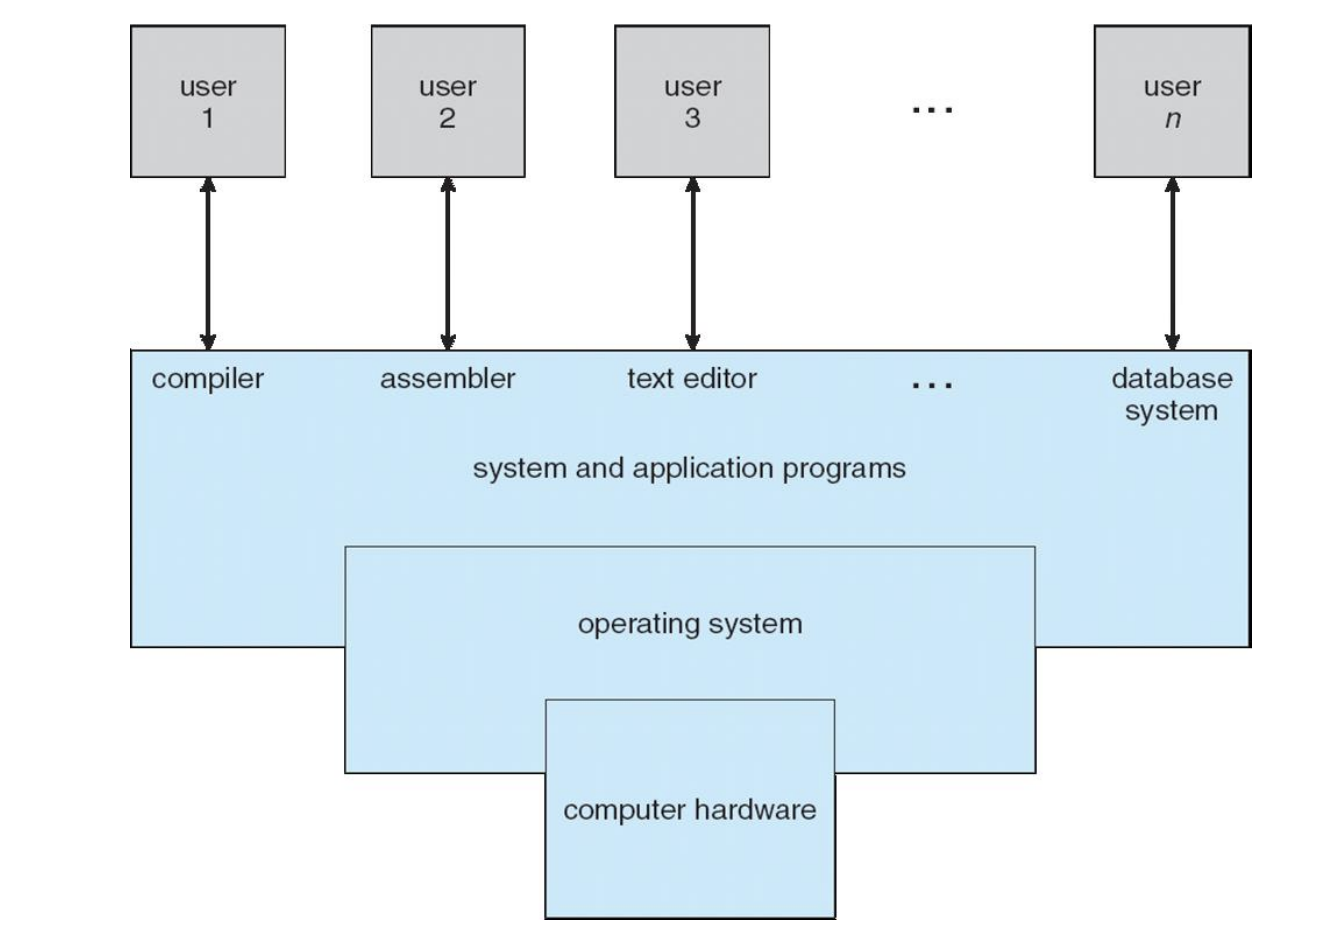 user
1
user
2
user
3
...
user
n
compiler
assembler
text editor
...
database
system
system and application programs
operating system
computer hardware